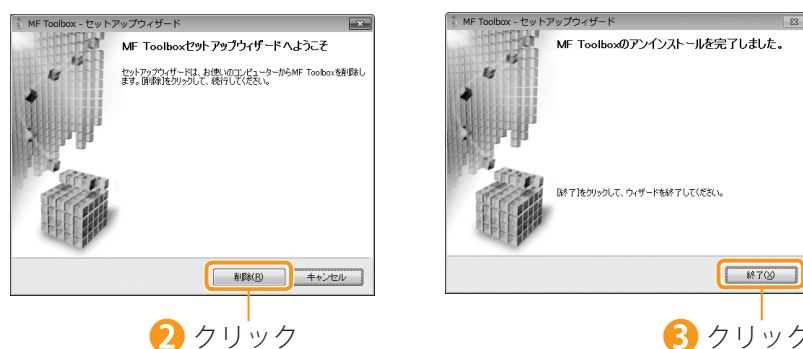 MF Toolbox - セットアップウィザード
MF Toolboxセットアップウィザードへようこそ
セットアップウィザードは、お使いのコンピューターからMF Toolboxを削除し
ます。[削除]をクリックして、続行してください。
削除(R)
キャンセル
2 クリック
MF Toolbox - セットアップウィザード
MF Toolboxのアンインストールを完了しました。
[終了]をクリックして、ウィザードを終了してください。
終了(X)
3 クリック